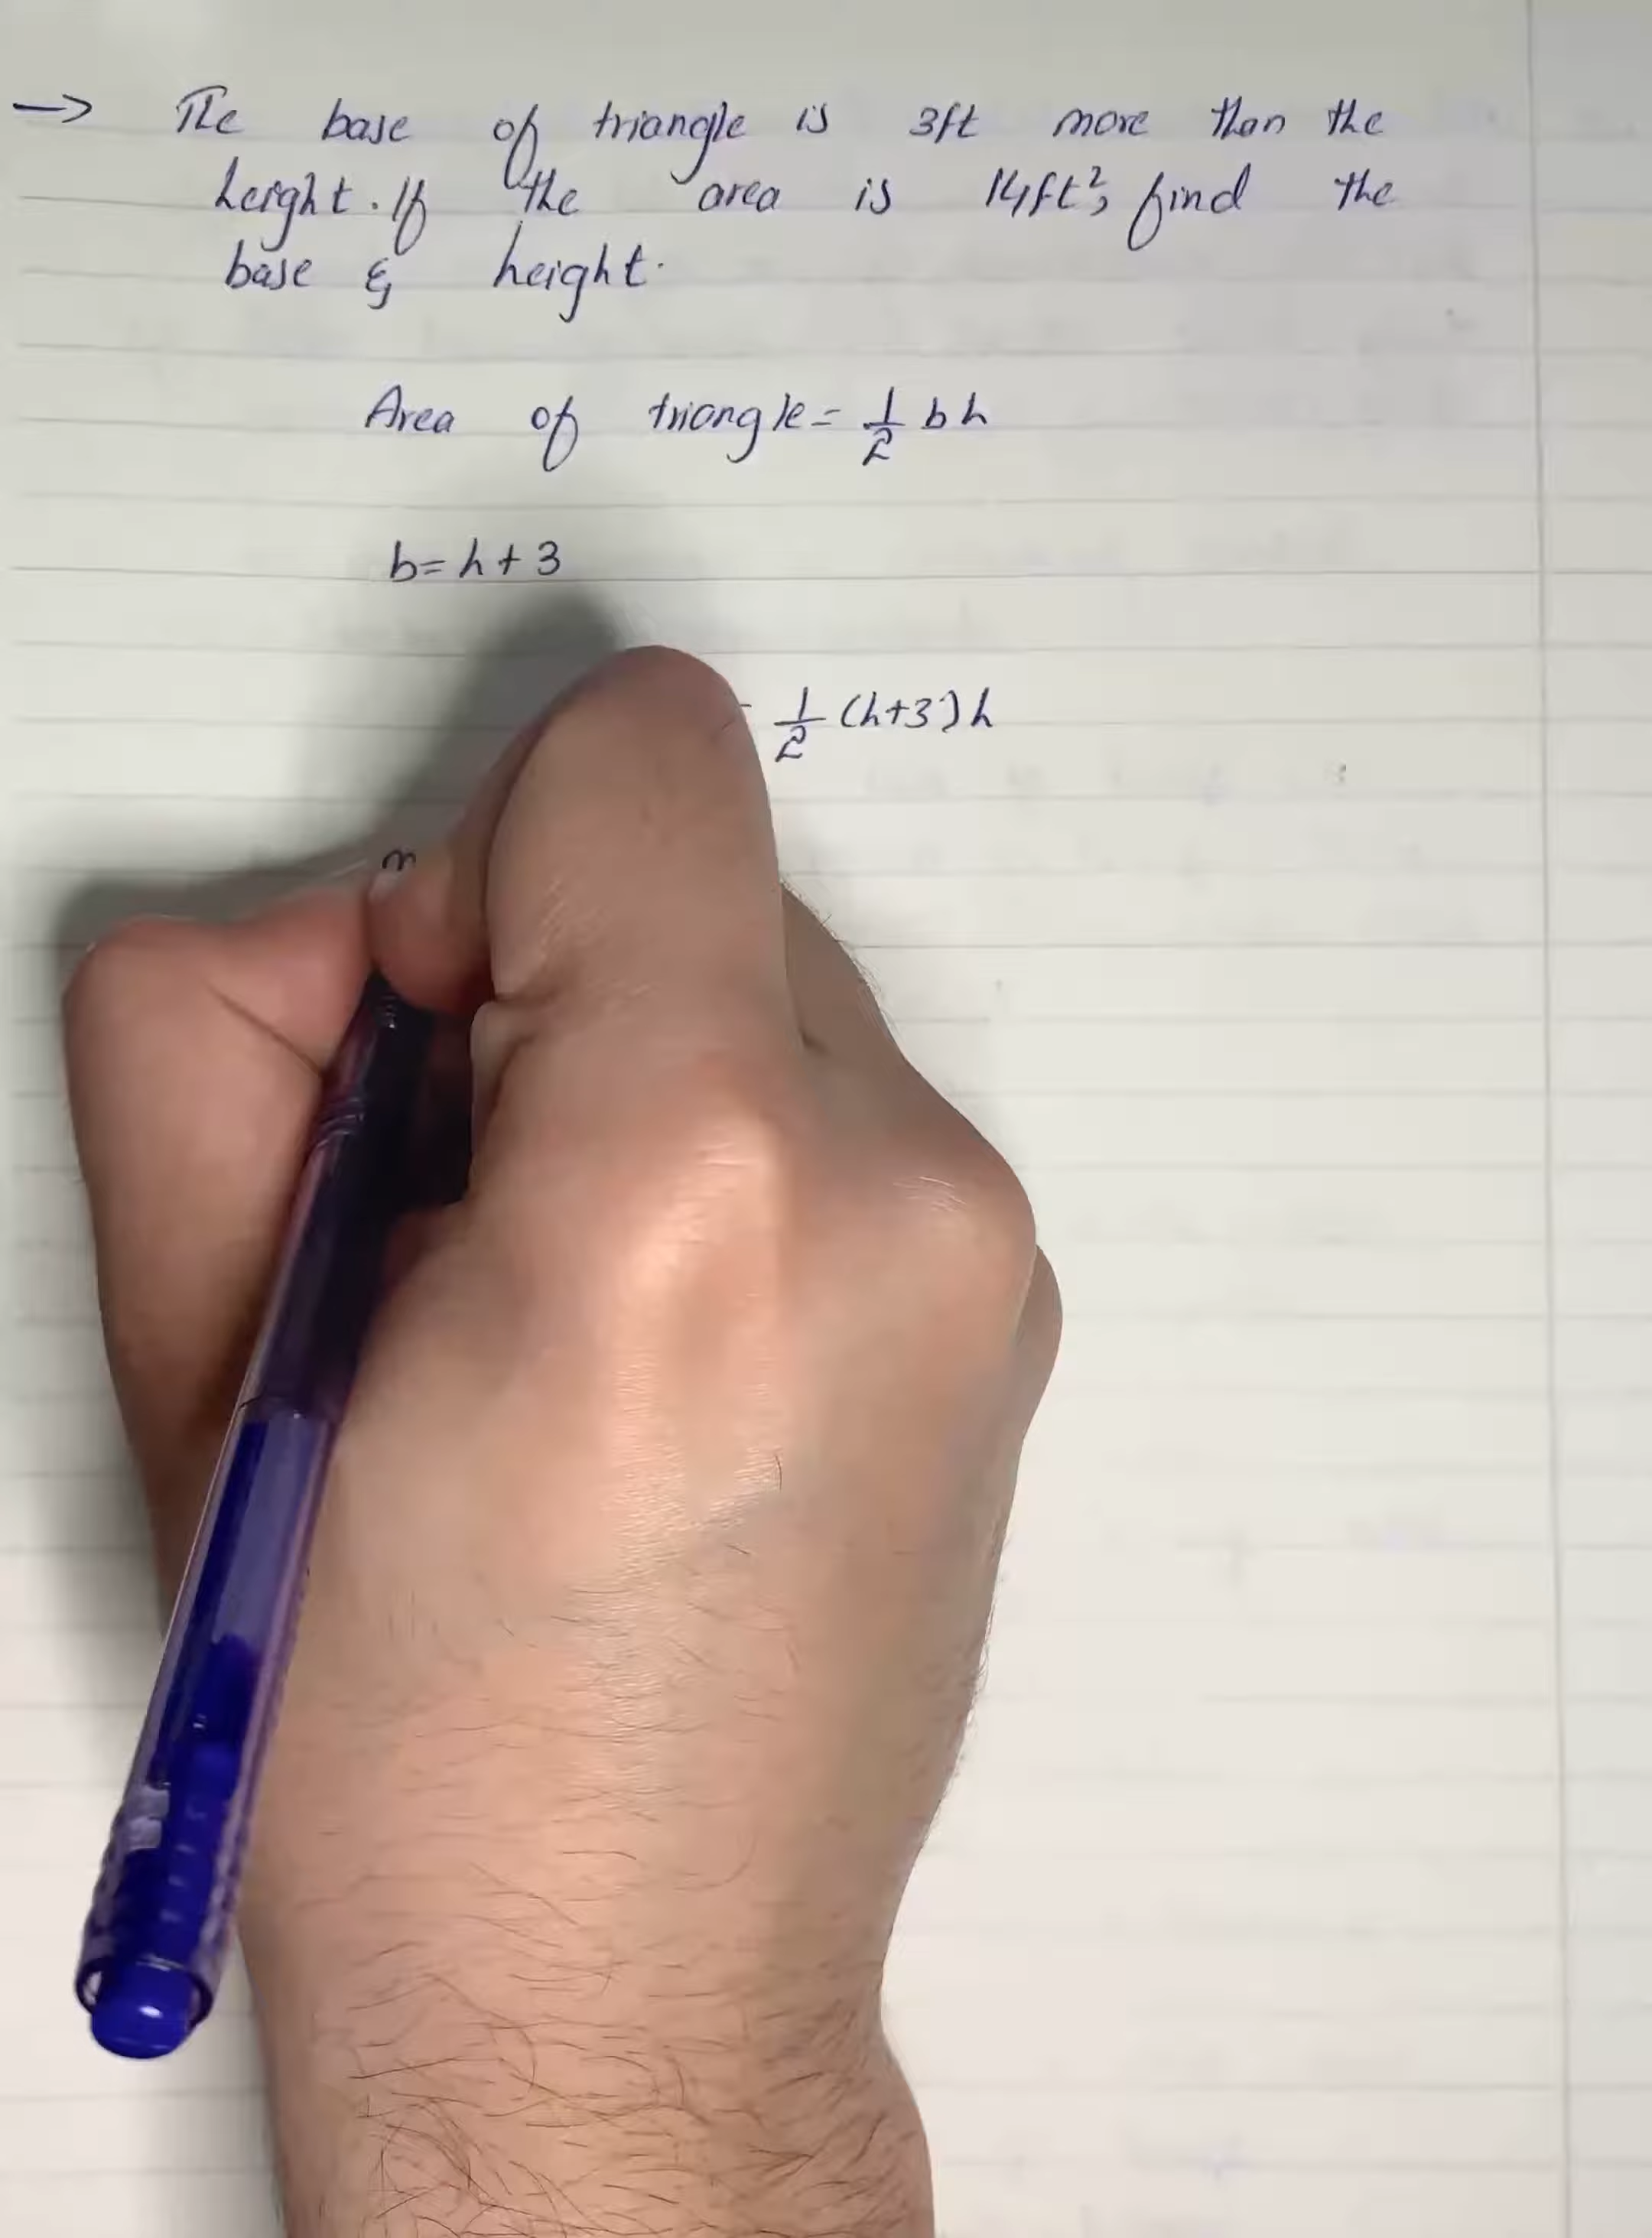 → The base of triangle is 3ft more than the
height. If the area is 14ft², find the
base & height.
Area of triangle = 1/2 bh
b = h + 3
= 1/2 (h+3)h